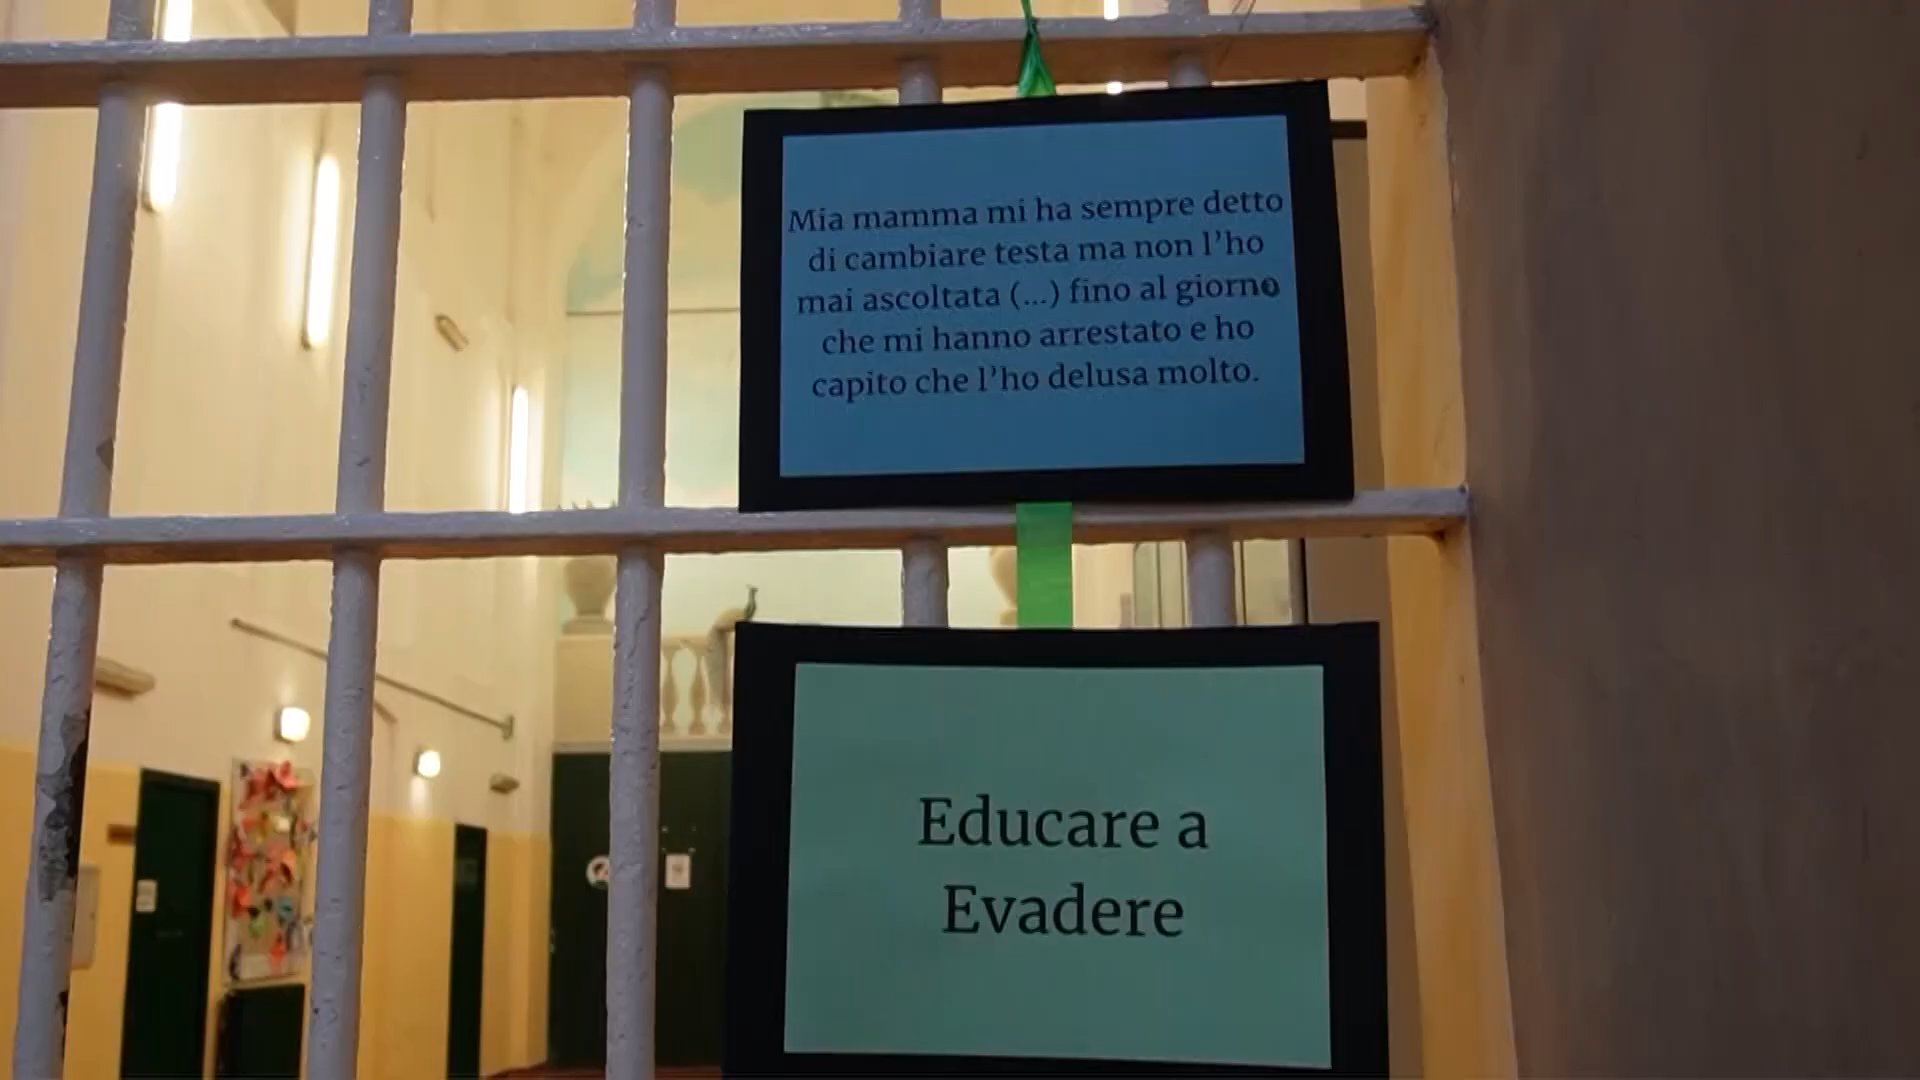 Mia mamma mi ha sempre detto
di cambiare testa ma non l’ho
mai ascoltata (...) fino al giorno
che mi hanno arrestato e ho
capito che l’ho delusa molto.
Educare a
Evadere